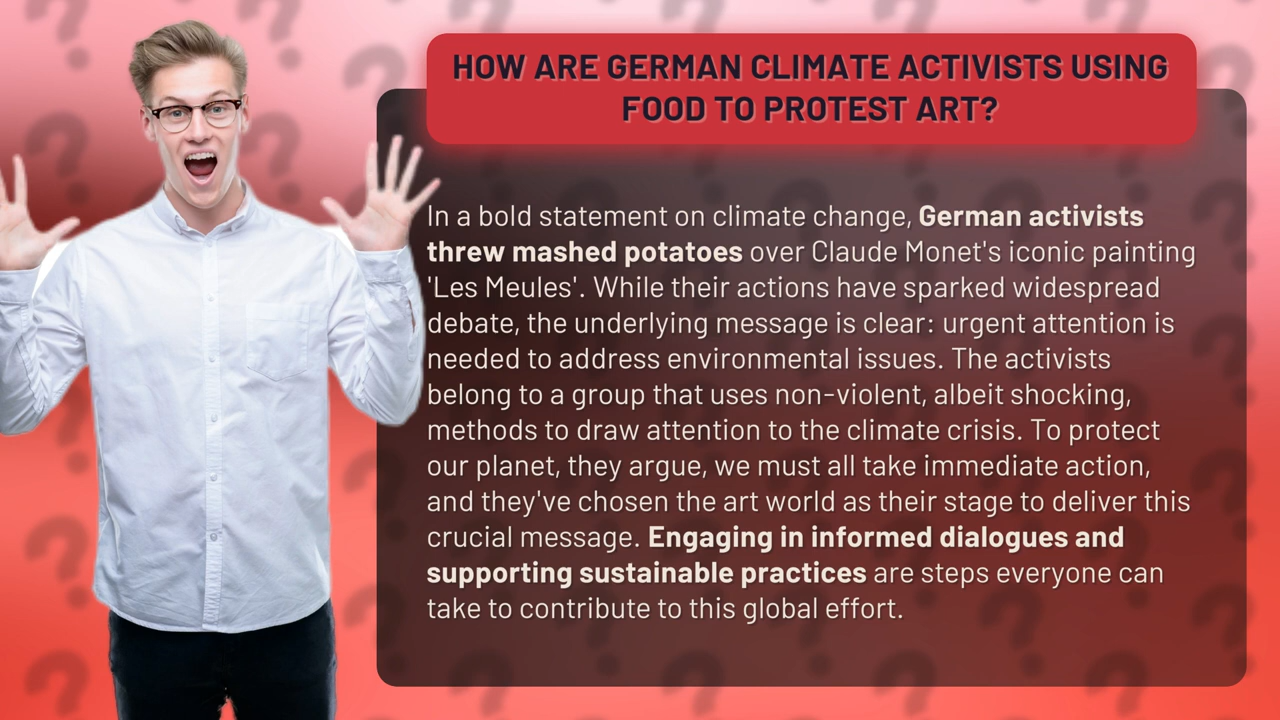 HOW ARE GERMAN CLIMATE ACTIVISTS USING
FOOD TO PROTEST ART?
In a bold statement on climate change, German activists
threw mashed potatoes over Claude Monet's iconic painting
'Les Meules'. While their actions have sparked widespread
debate, the underlying message is clear: urgent attention is
needed to address environmental issues. The activists
belong to a group that uses non-violent, albeit shocking,
methods to draw attention to the climate crisis. To protect
our planet, they argue, we must all take immediate action,
and they've chosen the art world as their stage to deliver this
crucial message. Engaging in informed dialogues and
supporting sustainable practices are steps everyone can
take to contribute to this global effort.